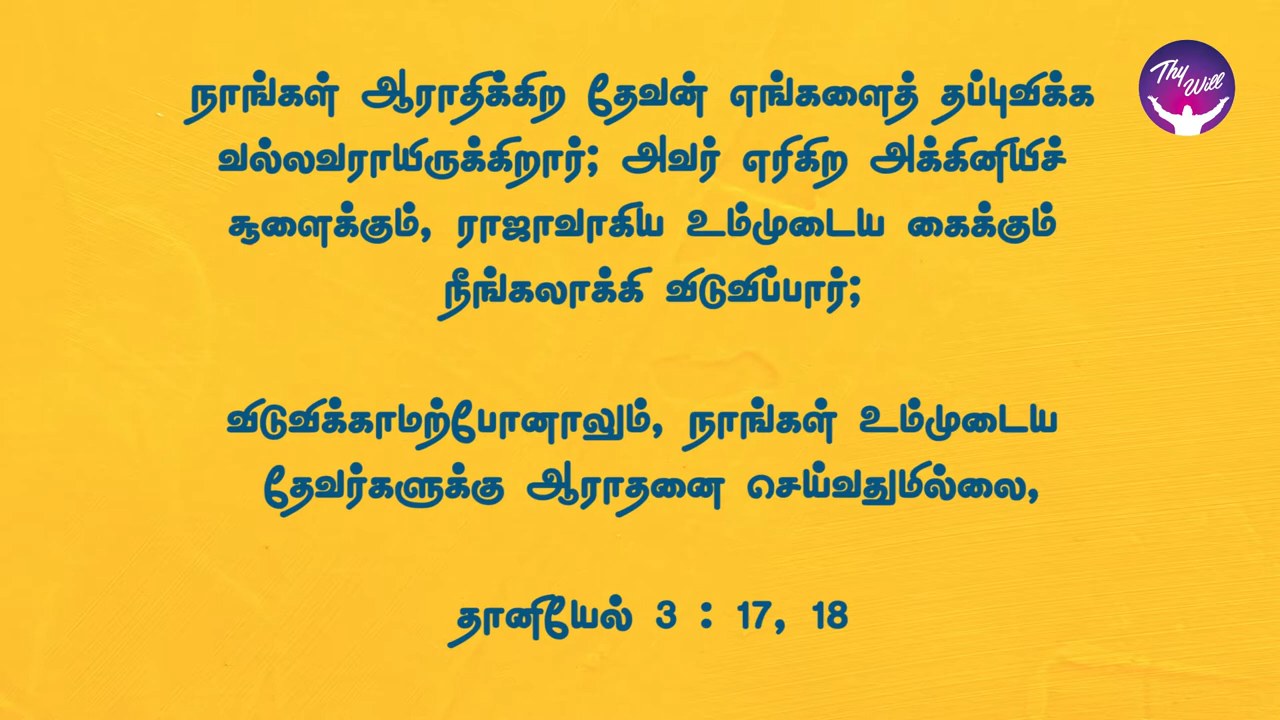 Thy
Will
நாங்கள் ஆராதிக்கிற தேவன் எங்களைத் தப்புவிக்க
வல்லவராயிருக்கிறார்; அவர் எரிகிற அக்கினியிச்
சூளைக்கும், ராஜாவாகிய உம்முடைய கைக்கும்
நீங்கலாக்கி விடுவிப்பார்;
விடுவிக்காமற்போனாலும், நாங்கள் உம்முடைய
தேவர்களுக்கு ஆராதனை செய்வதுமில்லை,
தானியேல் 3 : 17, 18